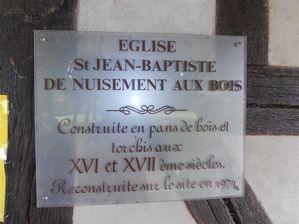 EGLISE
St JEAN-BAPTISTE
DE NUISEMENT AUX BOIS
Construite en pans de bois et
torchis aux
XVI et XVII ème siècles.
Reconstruite sur le site en